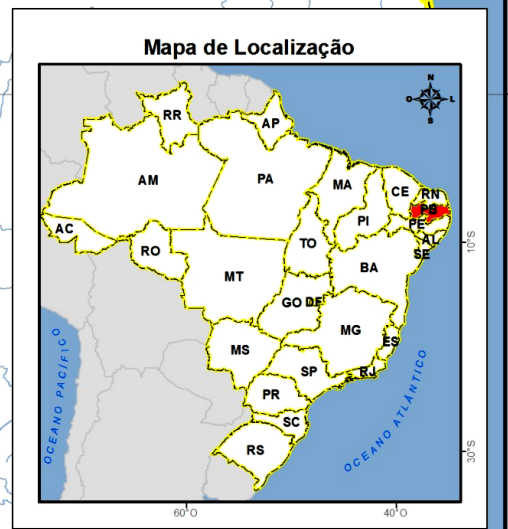 Mapa de Localização
N
O L
S
RR
AP
AM
PA
MA
CE
RN
PB
PE
AL
SE
PI
AC
RO
TO
BA
MT
GO DF
MG
ES
MS
SP
RJ
PR
SC
RS
OCEANO PACÍFICO
OCEANO ATLÂNTICO
10°S
30°S
60°O
40°O